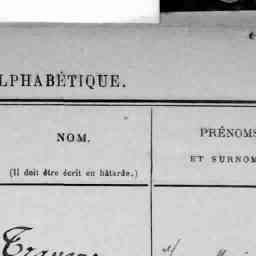 LPHABÉTIQUE.
NOM.
(Il doit être écrit en bâtarde.)
PRÉNOMS
ET SURNOM